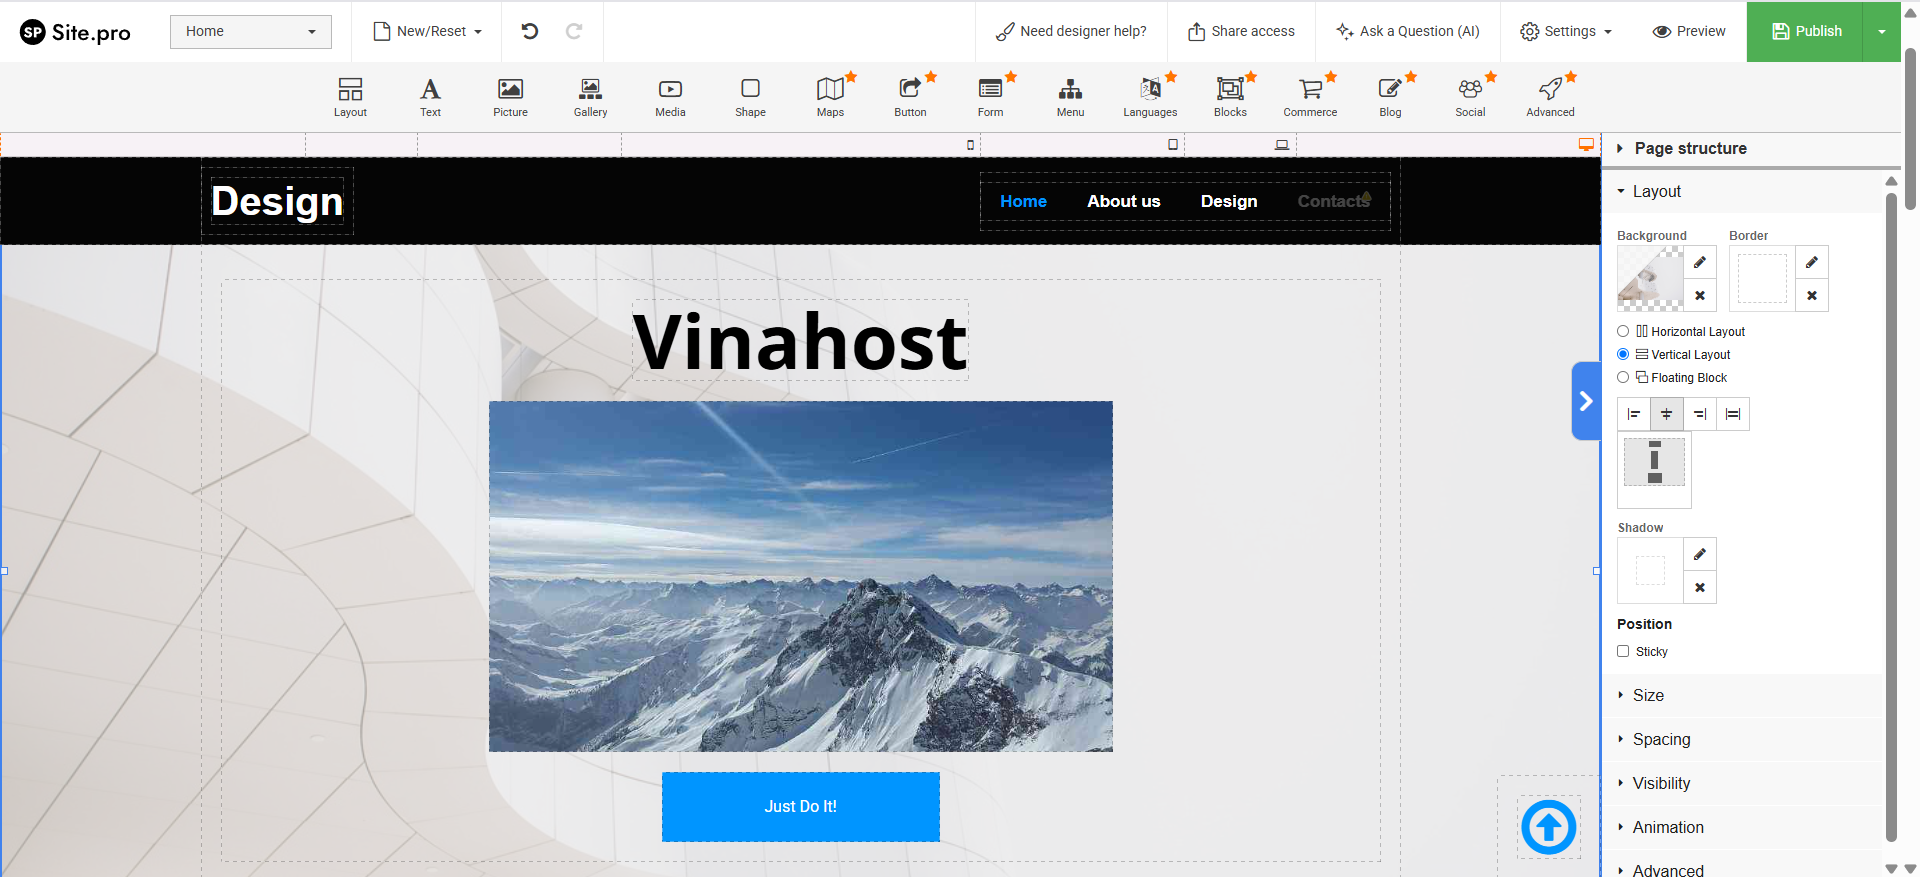 SP Site.pro
Home
New/Reset
Need designer help?
Share access
Ask a Question (AI)
Settings
Preview
Publish
Layout
Text
Picture
Gallery
Media
Shape
Maps
Button
Form
Menu
Languages
Blocks
Commerce
Blog
Social
Advanced
Page structure
Design
Home
About us
Design
Contacts
Vinahost
Just Do It!
Layout
Background
Border
Horizontal Layout
Vertical Layout
Floating Block
Shadow
Position
Sticky
Size
Spacing
Visibility
Animation
Advanced